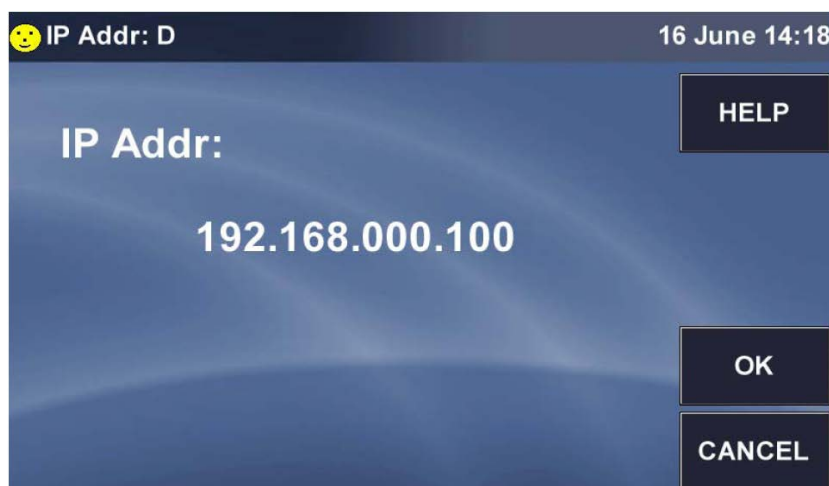 IP Addr: D 16 June 14:18
HELP
IP Addr:
192.168.000.100
OK
CANCEL